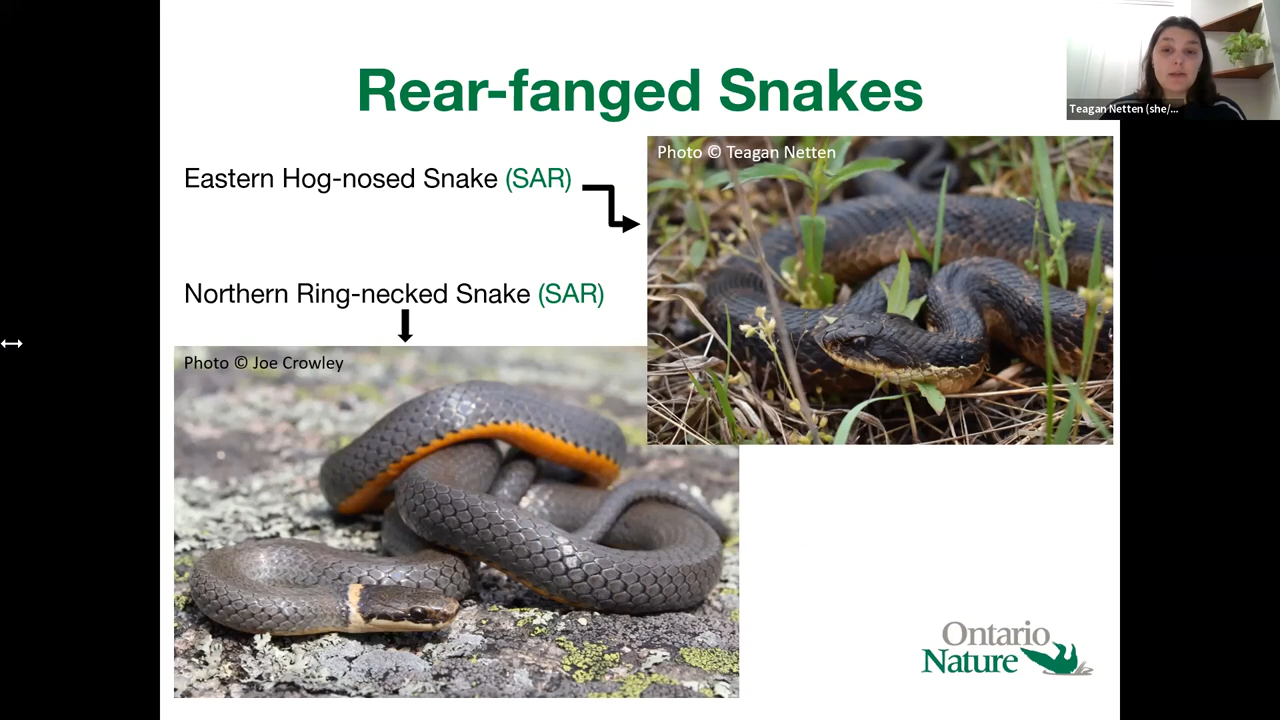 Rear-fanged Snakes
Teagan Netten (she/...
Photo © Teagan Netten
Eastern Hog-nosed Snake (SAR)
Northern Ring-necked Snake (SAR)
Photo © Joe Crowley
Ontario
Nature